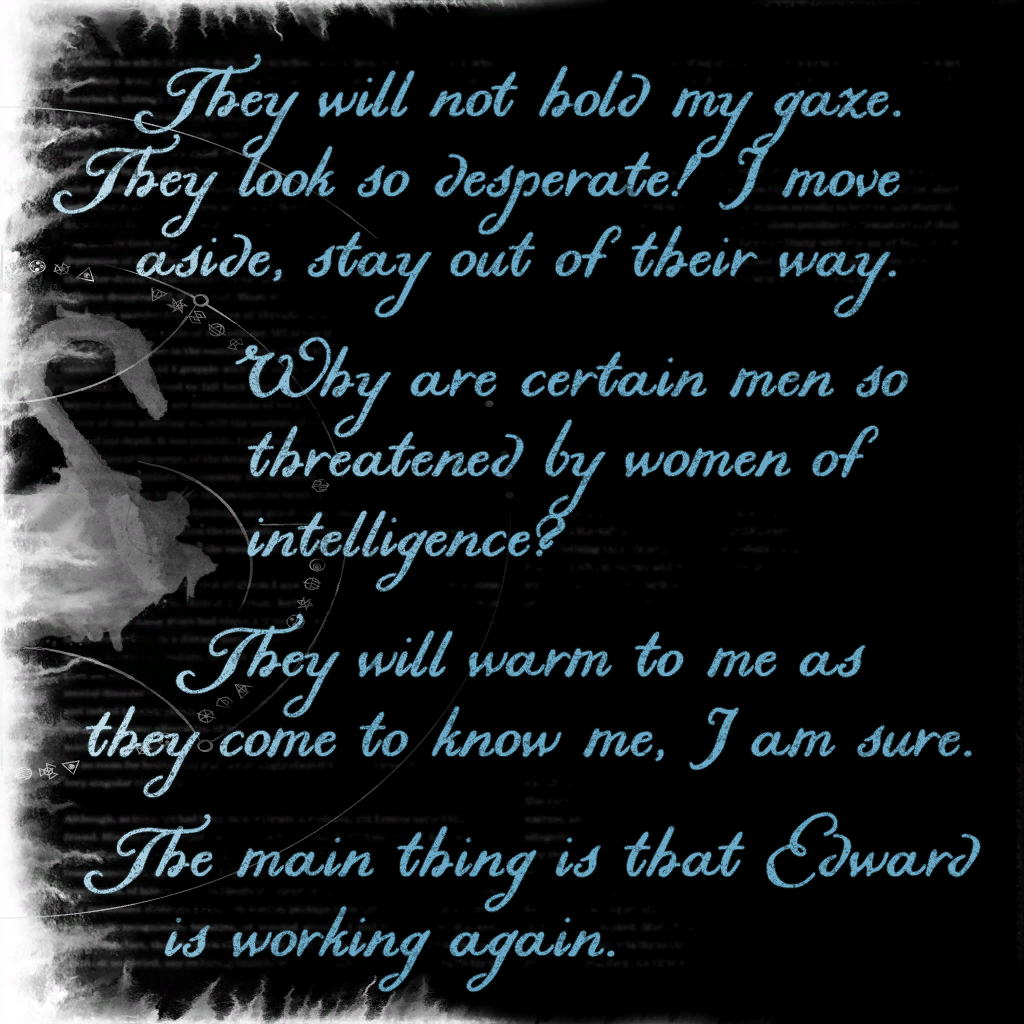 They will not hold my gaze.
They look so desperate! I move
aside, stay out of their way.
Why are certain men so
threatened by women of
intelligence?
They will warm to me as
they come to know me, I am sure.
The main thing is that Edward
is working again.